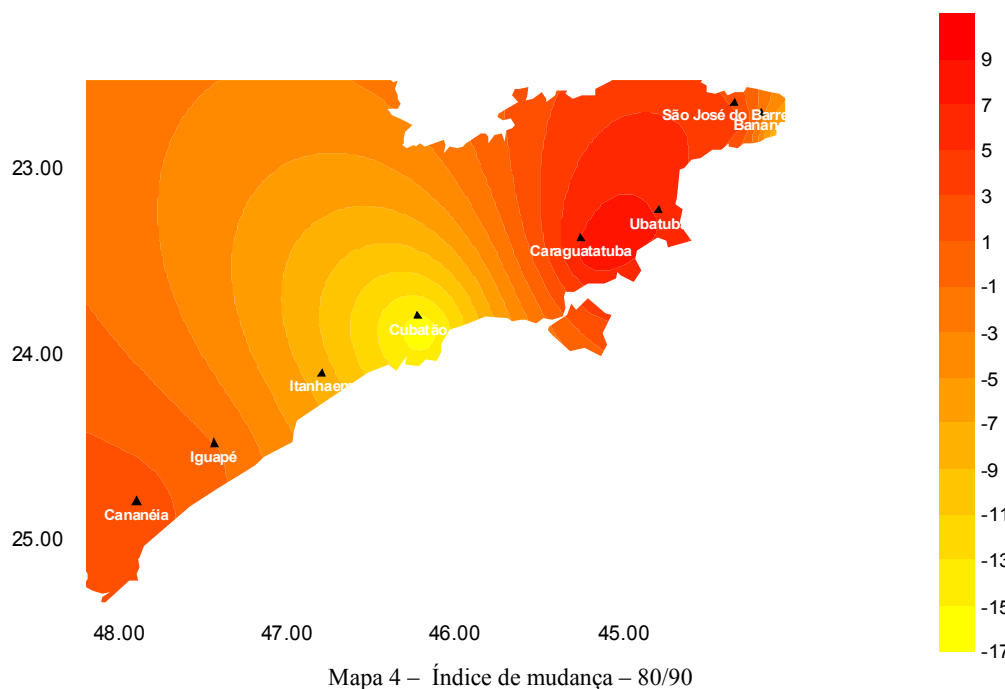 9
7
5
3
1
-1
-3
-5
-7
-9
-11
-13
-15
-17
23.00
24.00
25.00
48.00
47.00
46.00
45.00
São José do Barre
Banan
Ubatub
Caraguatatuba
Cubatão
Itanhaem
Iguapé
Cananéia
Mapa 4 – Índice de mudança – 80/90